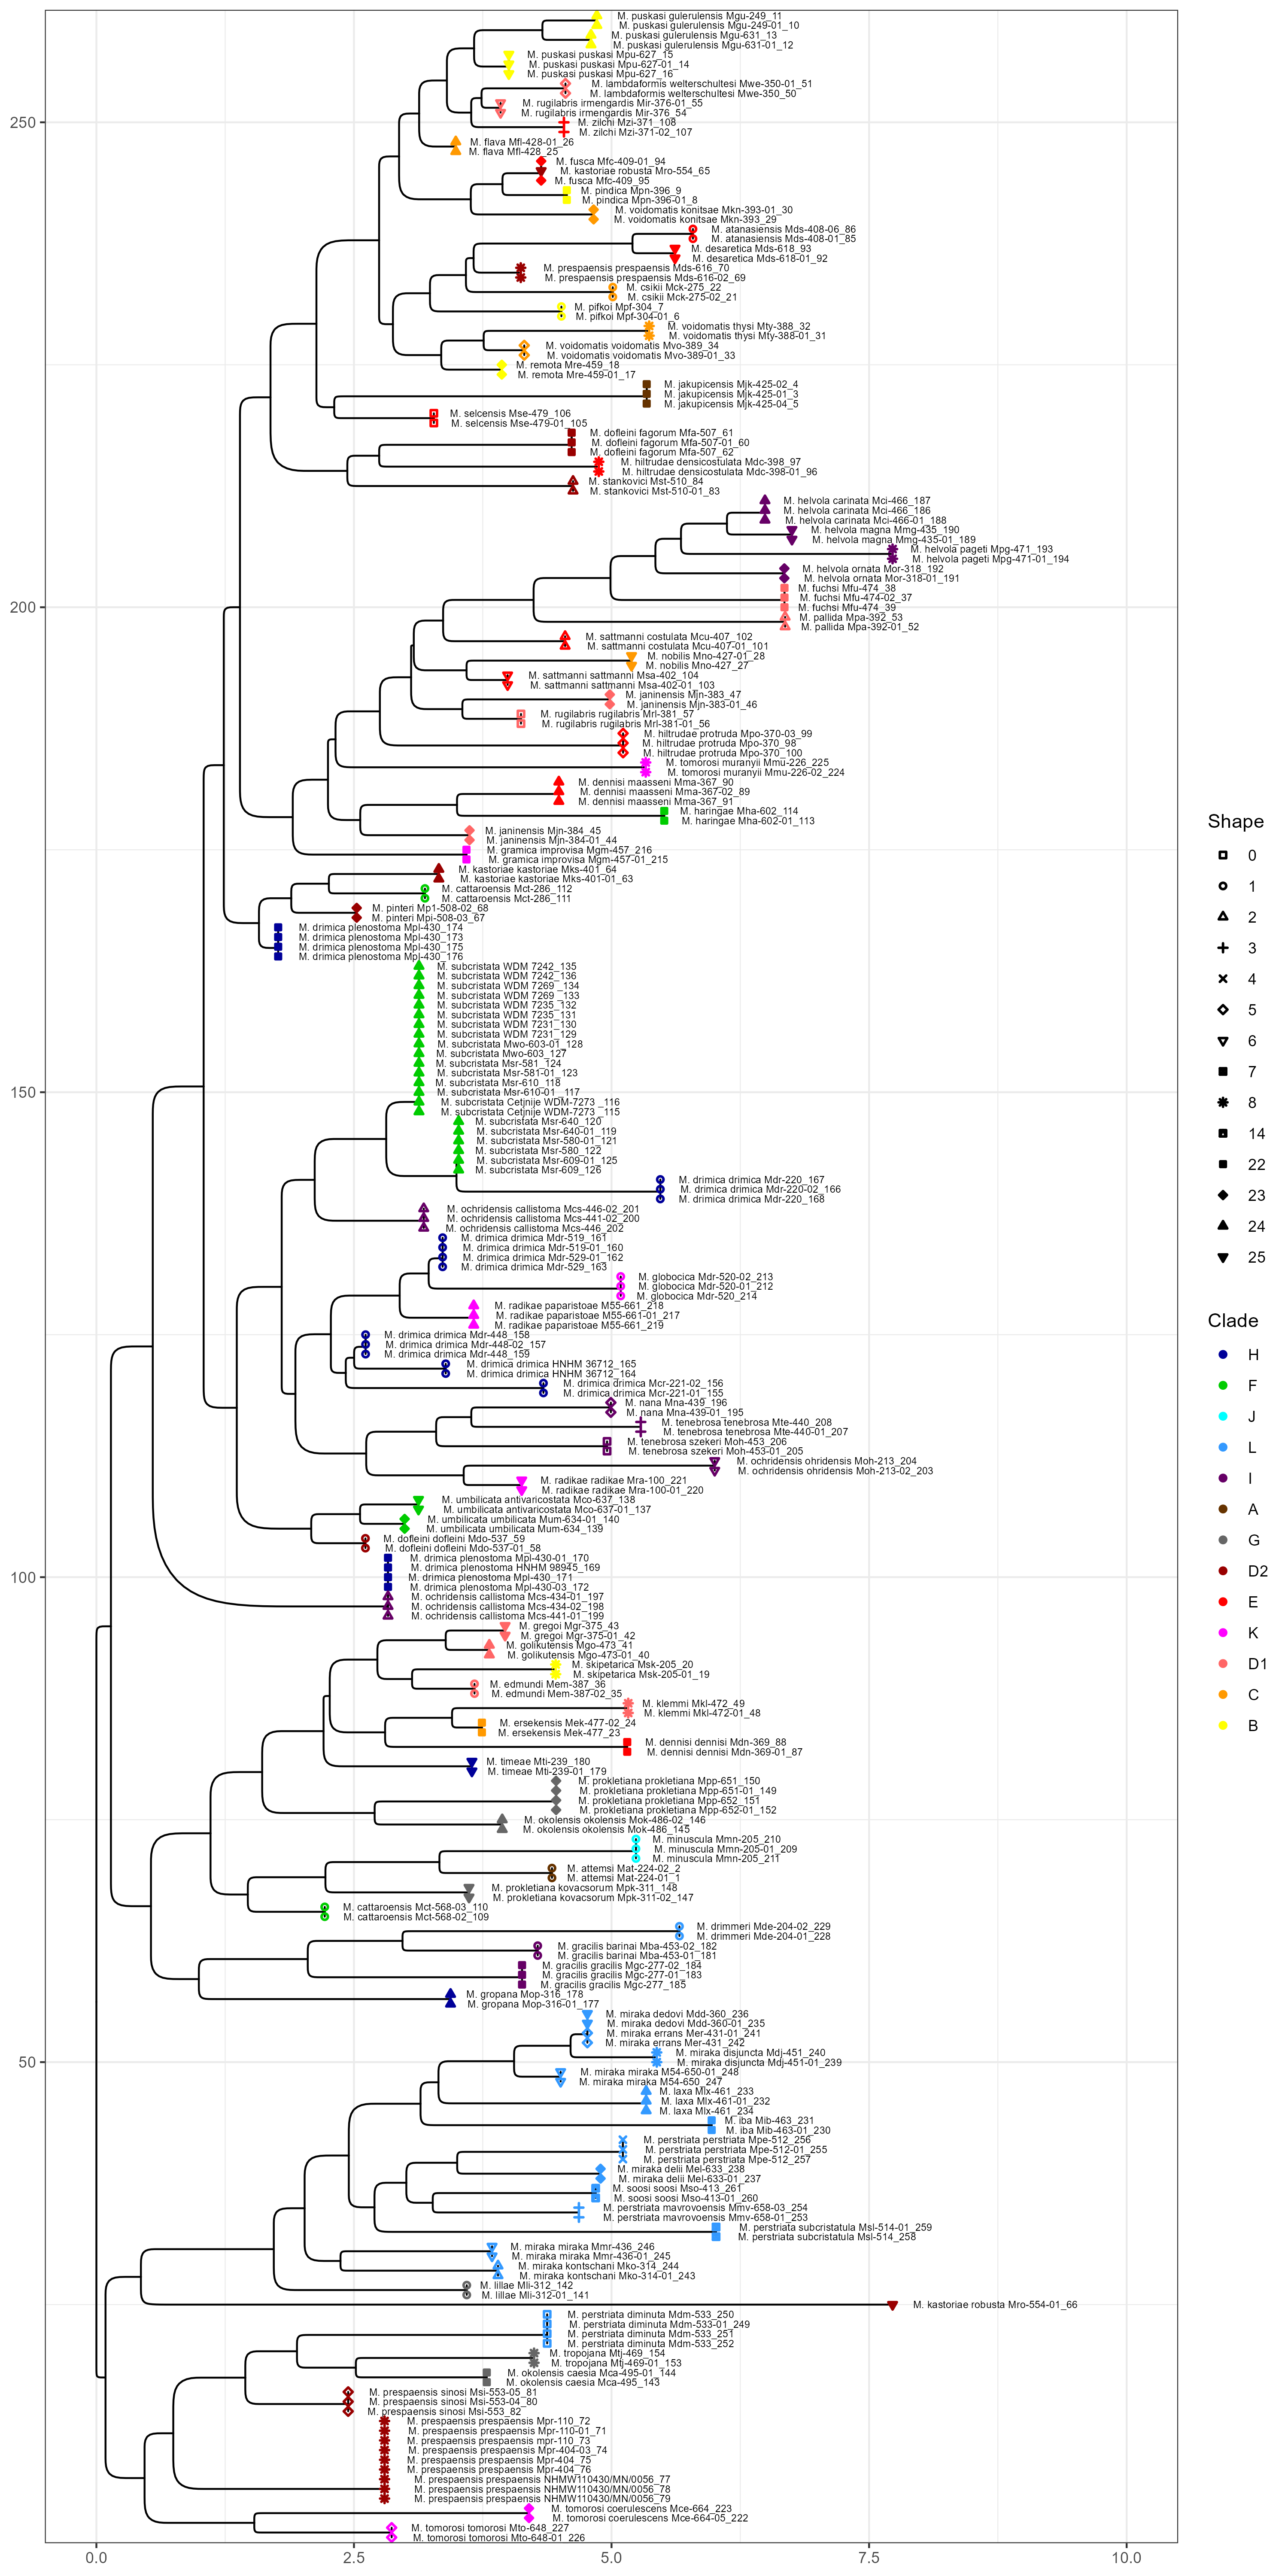 M. puskasi gulerulensis Mgu-249_11
M. puskasi gulerulensis Mgu-249-01_10
M. puskasi gulerulensis Mgu-631_13
M. puskasi gulerulensis Mgu-631-01_12
M. puskasi puskasi Mpu-627_15
M. puskasi puskasi Mpu-627-01_14
M. puskasi puskasi Mpu-627_16
M. lambdaformis welterschultesi Mwe-350-01_51
M. lambdaformis welterschultesi Mwe-350_50
M. rugilabris irmengardis Mir-376-01_55
M. rugilabris irmengardis Mir-376_54
M. zilchi Mzi-371_108
250
M. zilchi Mzi-371-02_107
M. flava Mfl-428-01_26
M. flava Mfl-428_25
M. fusca Mfc-409-01_94
M. kastoriae robusta Mro-554_65
M. fusca Mfc-409_95
M. pindica Mpn-396_9
M. pindica Mpn-396-01_8
M. voidomatis konitsae Mkn-393-01_30
M. voidomatis konitsae Mkn-393_29
M. atanasiensis Mds-408-06_86
M. atanasiensis Mds-408-01_85
M. desaretica Mds-618_93
M. desaretica Mds-618-01_92
M. prespaensis prespaensis Mds-616_70
M. prespaensis prespaensis Mds-616-02_69
M. csikii Mck-275_22
M. csikii Mck-275-02_21
M. pifkoi Mpf-304_7
M. pifkoi Mpf-304-01_6
M. voidomatis thysi Mty-388_32
M. voidomatis thysi Mty-388-01_31
M. voidomatis voidomatis Mvo-389_34
M. voidomatis voidomatis Mvo-389-01_33
M. remota Mre-459_18
M. remota Mre-459-01_17
M. jakupicensis Mjk-425-02_4
M. jakupicensis Mjk-425-01_3
M. jakupicensis Mjk-425-04_5
M. selcensis Mse-479_106
M. selcensis Mse-479-01_105
M. dofleini fagorum Mfa-507_61
M. dofleini fagorum Mfa-507-01_60
M. dofleini fagorum Mfa-507_62
M. hiltrudae densicostulata Mdc-398_97
M. hiltrudae densicostulata Mdc-398-01_96
M. stankovici Mst-510_84
M. stankovici Mst-510-01_83
M. helvola carinata Mci-466_187
M. helvola carinata Mci-466_186
M. helvola carinata Mci-466-01_188
M. helvola magna Mmg-435_190
M. helvola magna Mmg-435-01_189
M. helvola pageti Mpg-471_193
M. helvola pageti Mpg-471-01_194
M. helvola ornata Mor-318_192
M. helvola ornata Mor-318-01_191
M. fuchsi Mfu-474_38
M. fuchsi Mfu-474-02_37
200
M. fuchsi Mfu-474_39
M. pallida Mpa-392_53
M. pallida Mpa-392-01_52
M. sattmanni costulata Mcu-407_102
M. sattmanni costulata Mcu-407-01_101
M. nobilis Mno-427-01_28
M. nobilis Mno-427_27
M. sattmanni sattmanni Msa-402_104
M. sattmanni sattmanni Msa-402-01_103
M. janinensis Mjn-383_47
M. janinensis Mjn-383-01_46
M. rugilabris rugilabris Mrl-381_57
M. rugilabris rugilabris Mrl-381-01_56
M. hiltrudae protruda Mpo-370-03_99
M. hiltrudae protruda Mpo-370_98
M. hiltrudae protruda Mpo-370_100
M. tomorosi muranyii Mmu-226_225
M. tomorosi muranyii Mmu-226-02_224
M. dennisi maasseni Mma-367_90
M. dennisi maasseni Mma-367-02_89
M. dennisi maasseni Mma-367_91
M. haringae Mha-602_114
M. haringae Mha-602-01_113
M. janinensis Mjn-384_45
M. janinensis Mjn-384-01_44
M. gramica improvisa Mgm-457_216
M. gramica improvisa Mgm-457-01_215
M. kastoriae kastoriae Mks-401_64
M. kastoriae kastoriae Mks-401-01_63
M. cattaroensis Mct-286_112
M. cattaroensis Mct-286_111
M. pinteri Mp1-508-02_68
M. pinteri Mpi-508-03_67
M. drimica plenostoma Mpl-430_174
M. drimica plenostoma Mpl-430_173
M. drimica plenostoma Mpl-430_175
M. drimica plenostoma Mpl-430_176
M. subcristata WDM 7242_135
M. subcristata WDM 7242_136
M. subcristata WDM 7269 _134
M. subcristata WDM 7269 _133
M. subcristata WDM 7235_132
M. subcristata WDM 7235_131
M. subcristata WDM 7231_130
M. subcristata WDM 7231_129
M. subcristata Mwo-603-01_128
M. subcristata Mwo-603_127
M. subcristata Msr-581_124
M. subcristata Msr-581-01_123
M. subcristata Msr-610_118
150
M. subcristata Msr-610-01_117
M. subcristata Cetjnije WDM-7273 _116
M. subcristata Cetjnije WDM-7273 _115
M. subcristata Msr-640_120
M. subcristata Msr-640-01_119
M. subcristata Msr-580-01_121
M. subcristata Msr-580_122
M. subcristata Msr-609-01_125
M. subcristata Msr-609_126
M. drimica drimica Mdr-220_167
M. drimica drimica Mdr-220-02_166
M. drimica drimica Mdr-220_168
M. ochridensis callistoma Mcs-446-02_201
M. ochridensis callistoma Mcs-441-02_200
M. ochridensis callistoma Mcs-446_202
M. drimica drimica Mdr-519_161
M. drimica drimica Mdr-519-01_160
M. drimica drimica Mdr-529-01_162
M. drimica drimica Mdr-529_163
M. globocica Mdr-520-02_213
M. globocica Mdr-520-01_212
M. globocica Mdr-520_214
M. radikae paparistoae M55-661_218
M. radikae paparistoae M55-661-01_217
M. radikae paparistoae M55-661_219
M. drimica drimica Mdr-448_158
M. drimica drimica Mdr-448-02_157
M. drimica drimica Mdr-448_159
M. drimica drimica HNHM 36712_165
M. drimica drimica HNHM 36712_164
M. drimica drimica Mcr-221-02_156
M. drimica drimica Mcr-221-01_155
M. nana Mna-439_196
M. nana Mna-439-01_195
M. tenebrosa tenebrosa Mte-440_208
M. tenebrosa tenebrosa Mte-440-01_207
M. tenebrosa szekeri Moh-453_206
M. tenebrosa szekeri Moh-453-01_205
M. ochridensis ohridensis Moh-213_204
M. ochridensis ohridensis Moh-213-02_203
M. radikae radikae Mra-100_221
M. radikae radikae Mra-100-01_220
M. umbilicata antivaricostata Mco-637_138
M. umbilicata antivaricostata Mco-637-01_137
M. umbilicata umbilicata Mum-634-01_140
M. umbilicata umbilicata Mum-634_139
M. dofleini dofleini Mdo-537_59
M. dofleini dofleini Mdo-537-01_58
M. drimica plenostoma Mpl-430-01_170
M. drimica plenostoma HNHM 98945_169
100
M. drimica plenostoma Mpl-430_171
M. drimica plenostoma Mpl-430-03_172
M. ochridensis callistoma Mcs-434-01_197
M. ochridensis callistoma Mcs-434-02_198
M. ochridensis callistoma Mcs-441-01_199
M. gregoi Mgr-375_43
M. gregoi Mgr-375-01_42
M. golikutensis Mgo-473_41
M. golikutensis Mgo-473-01_40
M. skipetarica Msk-205_20
M. skipetarica Msk-205-01_19
M. edmundi Mem-387_36
M. edmundi Mem-387-02_35
M. klemmi Mkl-472_49
M. klemmi Mkl-472-01_48
M. ersekensis Mek-477-02_24
M. ersekensis Mek-477_23
M. dennisi dennisi Mdn-369_88
M. dennisi dennisi Mdn-369-01_87
M. timeae Mti-239_180
M. timeae Mti-239-01_179
M. prokletiana prokletiana Mpp-651_150
M. prokletiana prokletiana Mpp-651-01_149
M. prokletiana prokletiana Mpp-652_151
M. prokletiana prokletiana Mpp-652-01_152
M. okolensis okolensis Mok-486-02_146
M. okolensis okolensis Mok-486_145
M. minuscula Mmn-205_210
M. minuscula Mmn-205-01_209
M. minuscula Mmn-205_211
M. attemsi Mat-224-02_2
M. attemsi Mat-224-01_1
M. prokletiana kovacsorum Mpk-311_148
M. prokletiana kovacsorum Mpk-311-02_147
M. cattaroensis Mct-568-03_110
M. cattaroensis Mct-568-02_109
M. drimmeri Mde-204-02_229
M. drimmeri Mde-204-01_228
M. gracilis barinai Mba-453-02_182
M. gracilis barinai Mba-453-01_181
M. gracilis gracilis Mgc-277-02_184
M. gracilis gracilis Mgc-277-01_183
M. gracilis gracilis Mgc-277_185
M. gropana Mop-316_178
M. gropana Mop-316-01_177
M. miraka dedovi Mdd-360_236
M. miraka dedovi Mdd-360-01_235
M. miraka errans Mer-431-01_241
M. miraka errans Mer-431_242
M. miraka disjuncta Mdj-451_240
50
M. miraka disjuncta Mdj-451-01_239
M. miraka miraka M54-650-01_248
M. miraka miraka M54-650_247
M. laxa Mlx-461_233
M. laxa Mlx-461-01_232
M. laxa Mlx-461_234
M. iba Mib-463_231
M. iba Mib-463-01_230
M. perstriata perstriata Mpe-512_256
M. perstriata perstriata Mpe-512-01_255
M. perstriata perstriata Mpe-512_257
M. miraka delii Mel-633_238
M. miraka delii Mel-633-01_237
M. soosi soosi Mso-413_261
M. soosi soosi Mso-413-01_260
M. perstriata mavrovoensis Mmv-658-03_254
M. perstriata mavrovoensis Mmv-658-01_253
M. perstriata subcristatula Msl-514-01_259
M. perstriata subcristatula Msl-514_258
M. miraka miraka Mmr-436_246
M. miraka miraka Mmr-436-01_245
M. miraka kontschani Mko-314_244
M. miraka kontschani Mko-314-01_243
M. lillae Mli-312_142
M. lillae Mli-312-01_141
M. kastoriae robusta Mro-554-01_66
M. perstriata diminuta Mdm-533_250
M. perstriata diminuta Mdm-533-01_249
M. perstriata diminuta Mdm-533_251
M. perstriata diminuta Mdm-533_252
M. tropojana Mtj-469_154
M. tropojana Mtj-469-01_153
M. okolensis caesia Mca-495-01_144
M. okolensis caesia Mca-495_143
M. prespaensis sinosi Msi-553-05_81
M. prespaensis sinosi Msi-553-04_80
M. prespaensis sinosi Msi-553_82
M. prespaensis prespaensis Mpr-110_72
M. prespaensis prespaensis Mpr-110-01_71
M. prespaensis prespaensis mpr-110_73
M. prespaensis prespaensis Mpr-404-03_74
M. prespaensis prespaensis Mpr-404_75
M. prespaensis prespaensis Mpr-404_76
M. prespaensis prespaensis NHMW110430/MN/0056_77
M. prespaensis prespaensis NHMW110430/MN/0056_78
M. prespaensis prespaensis NHMW110430/MN/0056_79
M. tomorosi coerulescens Mce-664_223
M. tomorosi coerulescens Mce-664-05_222
M. tomorosi tomorosi Mto-648_227
M. tomorosi tomorosi Mto-648-01_226
0.0 2.5 5.0 7.5 10.0
Shape
0
1
2
3
4
5
6
7
8
14
22
23
24
25
Clade
H
F
J
L
I
A
G
D2
E
K
D1
C
B